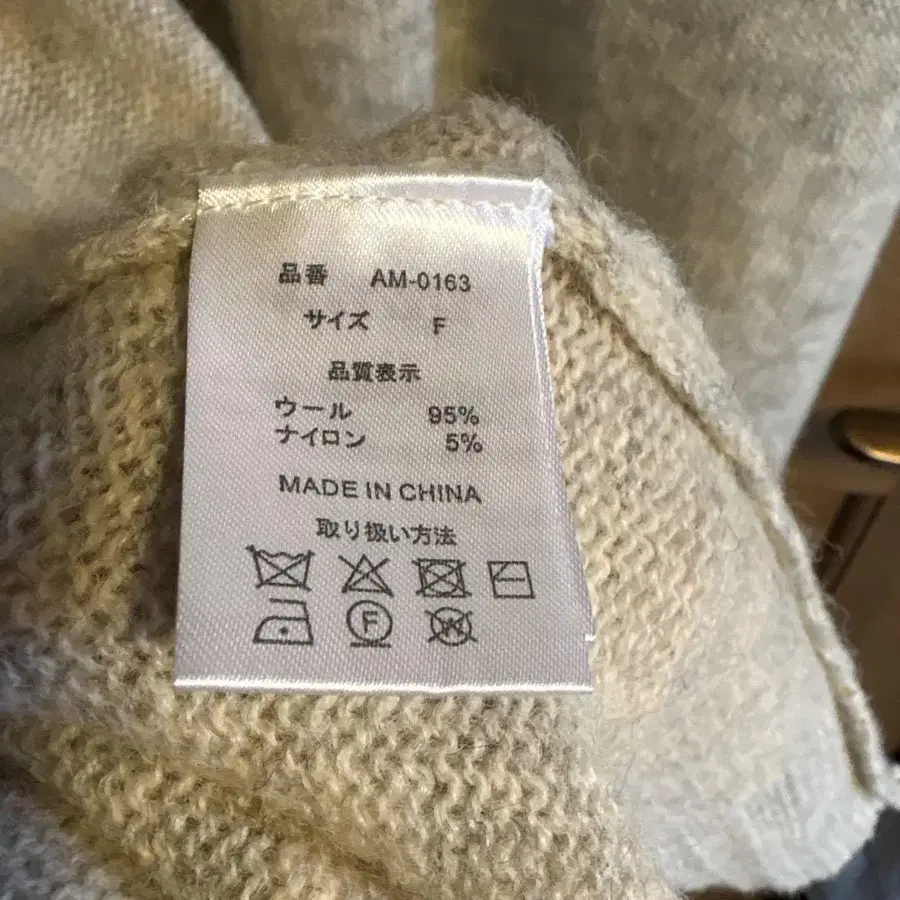 品番 AM-0163
サイズ F
品質表示
ウール 95%
ナイロン 5%
MADE IN CHINA
取り扱い方法
F
W